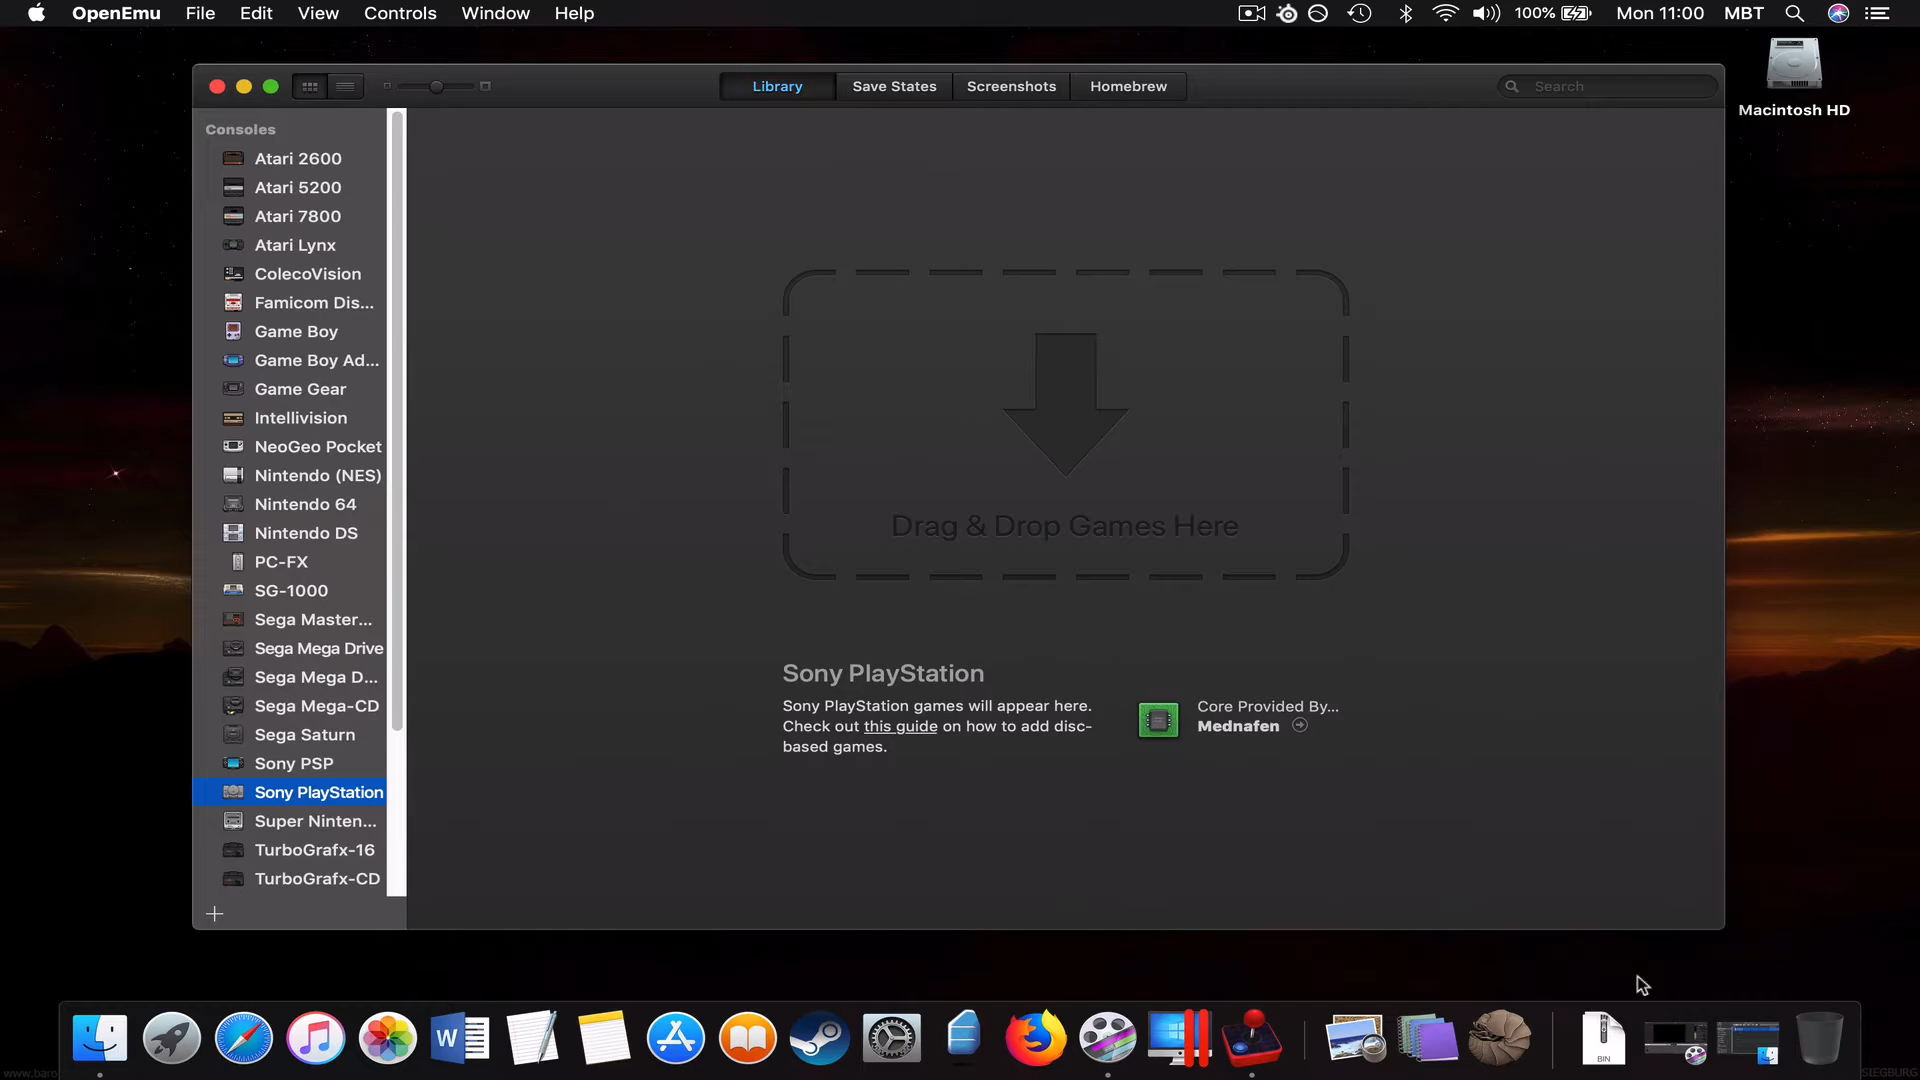 OpenEmu File Edit View Controls Window Help
100% Mon 11:00 MBT
Macintosh HD
Library Save States Screenshots Homebrew
Search
Consoles
Atari 2600
Atari 5200
Atari 7800
Atari Lynx
ColecoVision
Famicom Dis...
Game Boy
Game Boy Ad...
Game Gear
Intellivision
NeoGeo Pocket
Nintendo (NES)
Nintendo 64
Nintendo DS
PC-FX
SG-1000
Sega Master...
Sega Mega Drive
Sega Mega D...
Sega Mega-CD
Sega Saturn
Sony PSP
Sony PlayStation
Super Ninten...
TurboGrafx-16
TurboGrafx-CD
Drag & Drop Games Here
Sony PlayStation
Sony PlayStation games will appear here.
Check out this guide on how to add disc-
based games.
Core Provided By...
Mednafen
BIN
www.baro
SIEGBURG